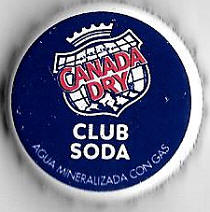 CANADA
DRY
CLUB
SODA
AGUA MINERALIZADA CON GAS